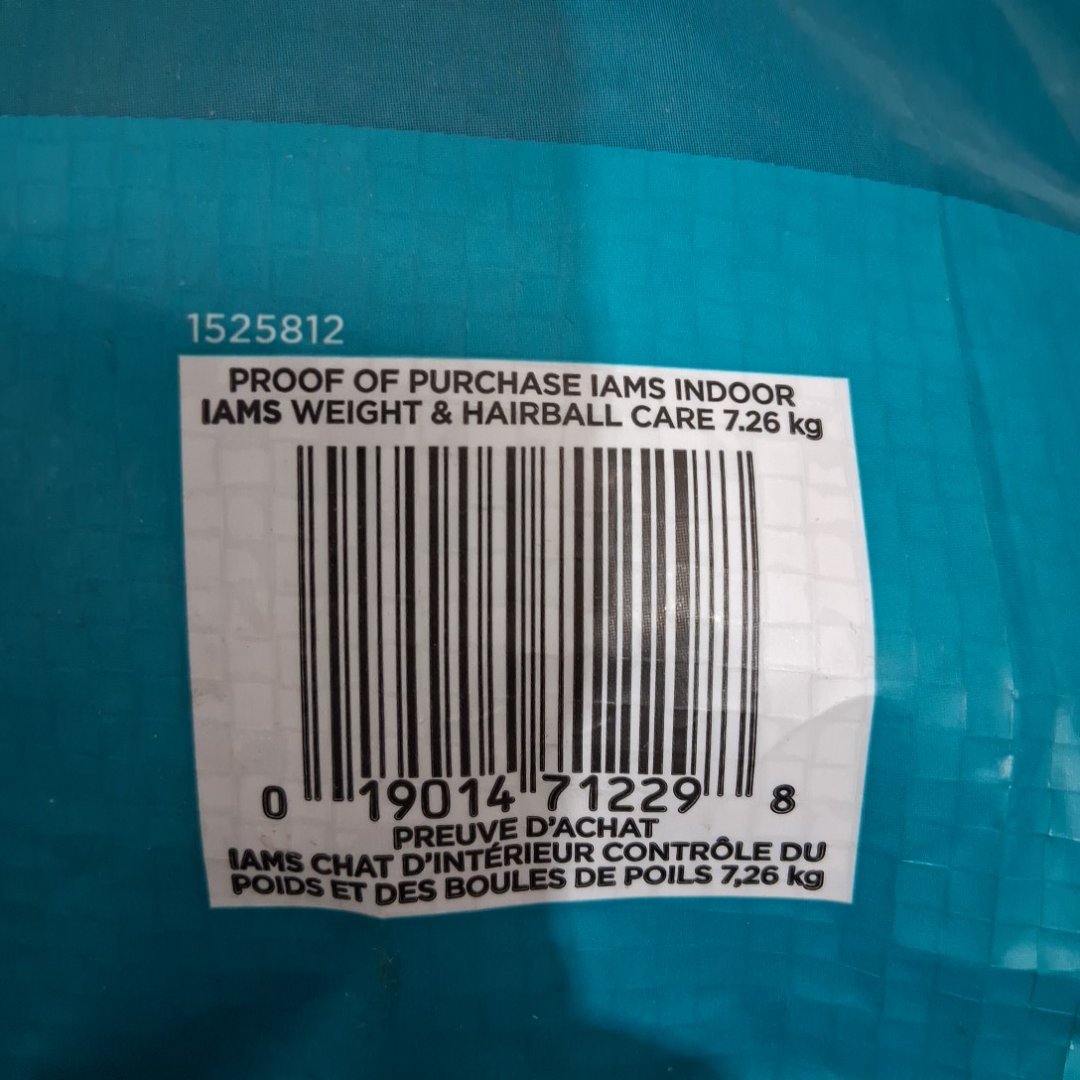 1525812
PROOF OF PURCHASE IAMS INDOOR
IAMS WEIGHT & HAIRBALL CARE 7.26 kg
0 19014 71229 8
PREUVE D'ACHAT
IAMS CHAT D'INTÉRIEUR CONTRÔLE DU
POIDS ET DES BOULES DE POILS 7,26 kg